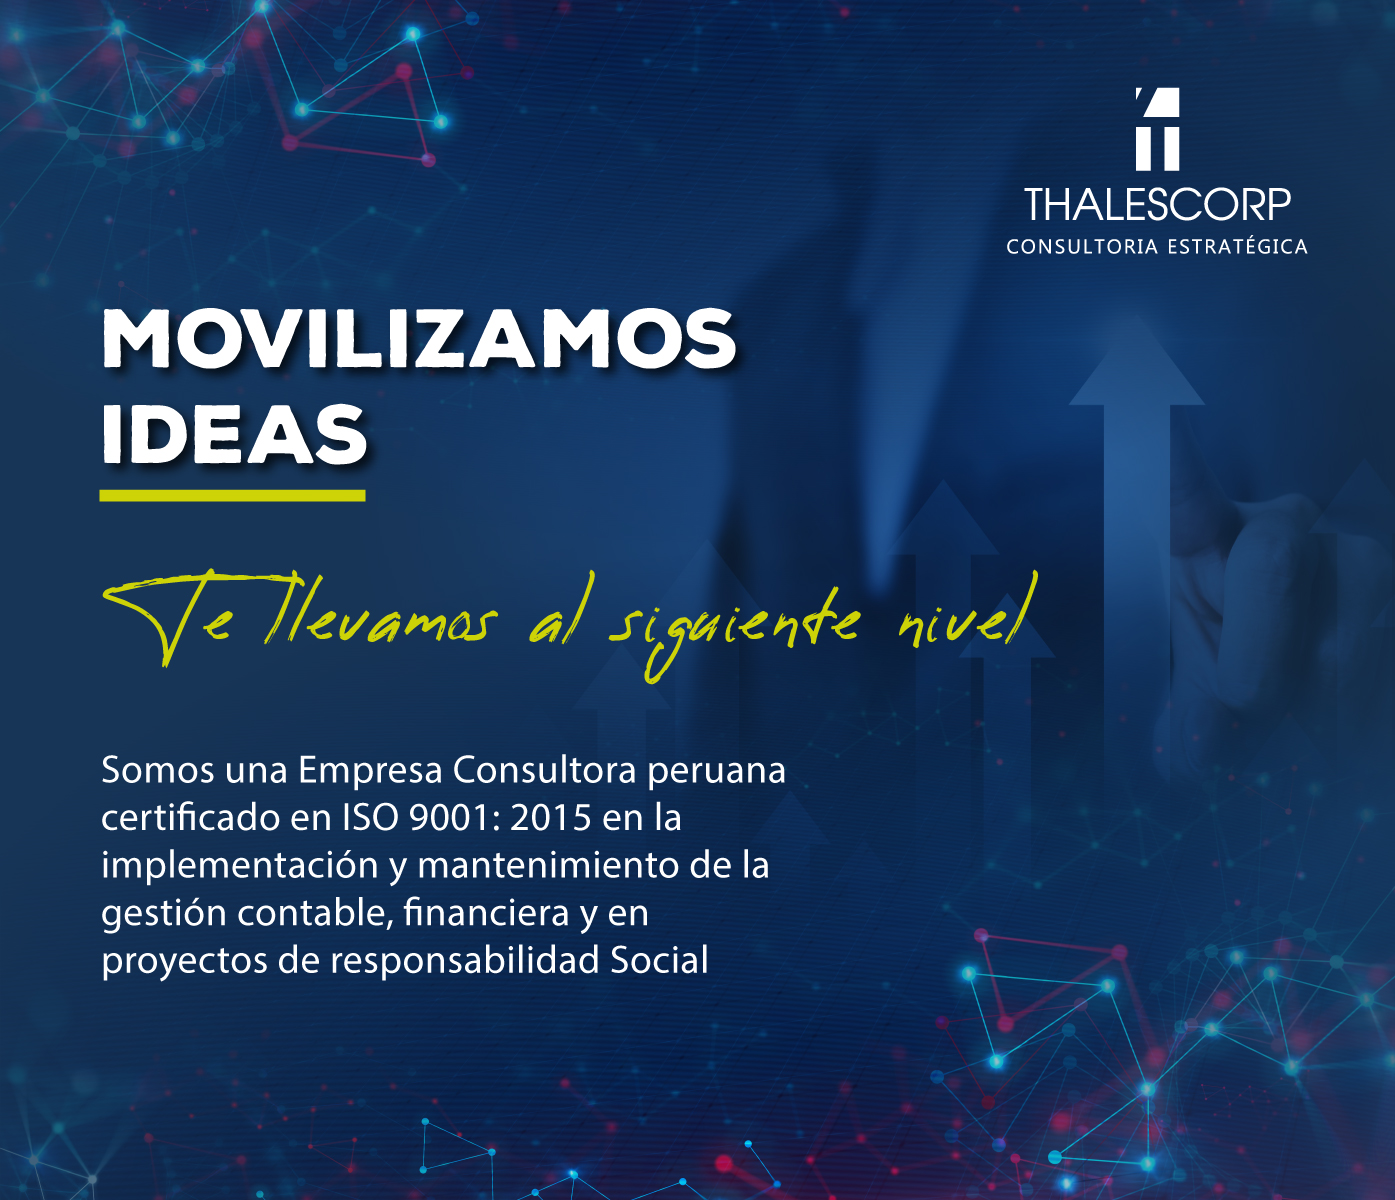 THALESCORP
CONSULTORIA ESTRATÉGICA
MOVILIZAMOS
IDEAS
Te llevamos al siguiente nivel
Somos una Empresa Consultora peruana
certificado en ISO 9001: 2015 en la
implementación y mantenimiento de la
gestión contable, financiera y en
proyectos de responsabilidad Social